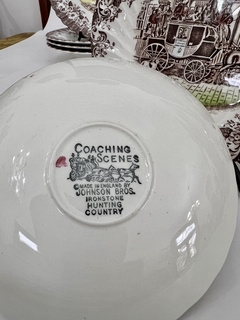 COACHING
SCENES
©MADE IN ENGLAND BY
JOHNSON BROS.
IRONSTONE
HUNTING
COUNTRY